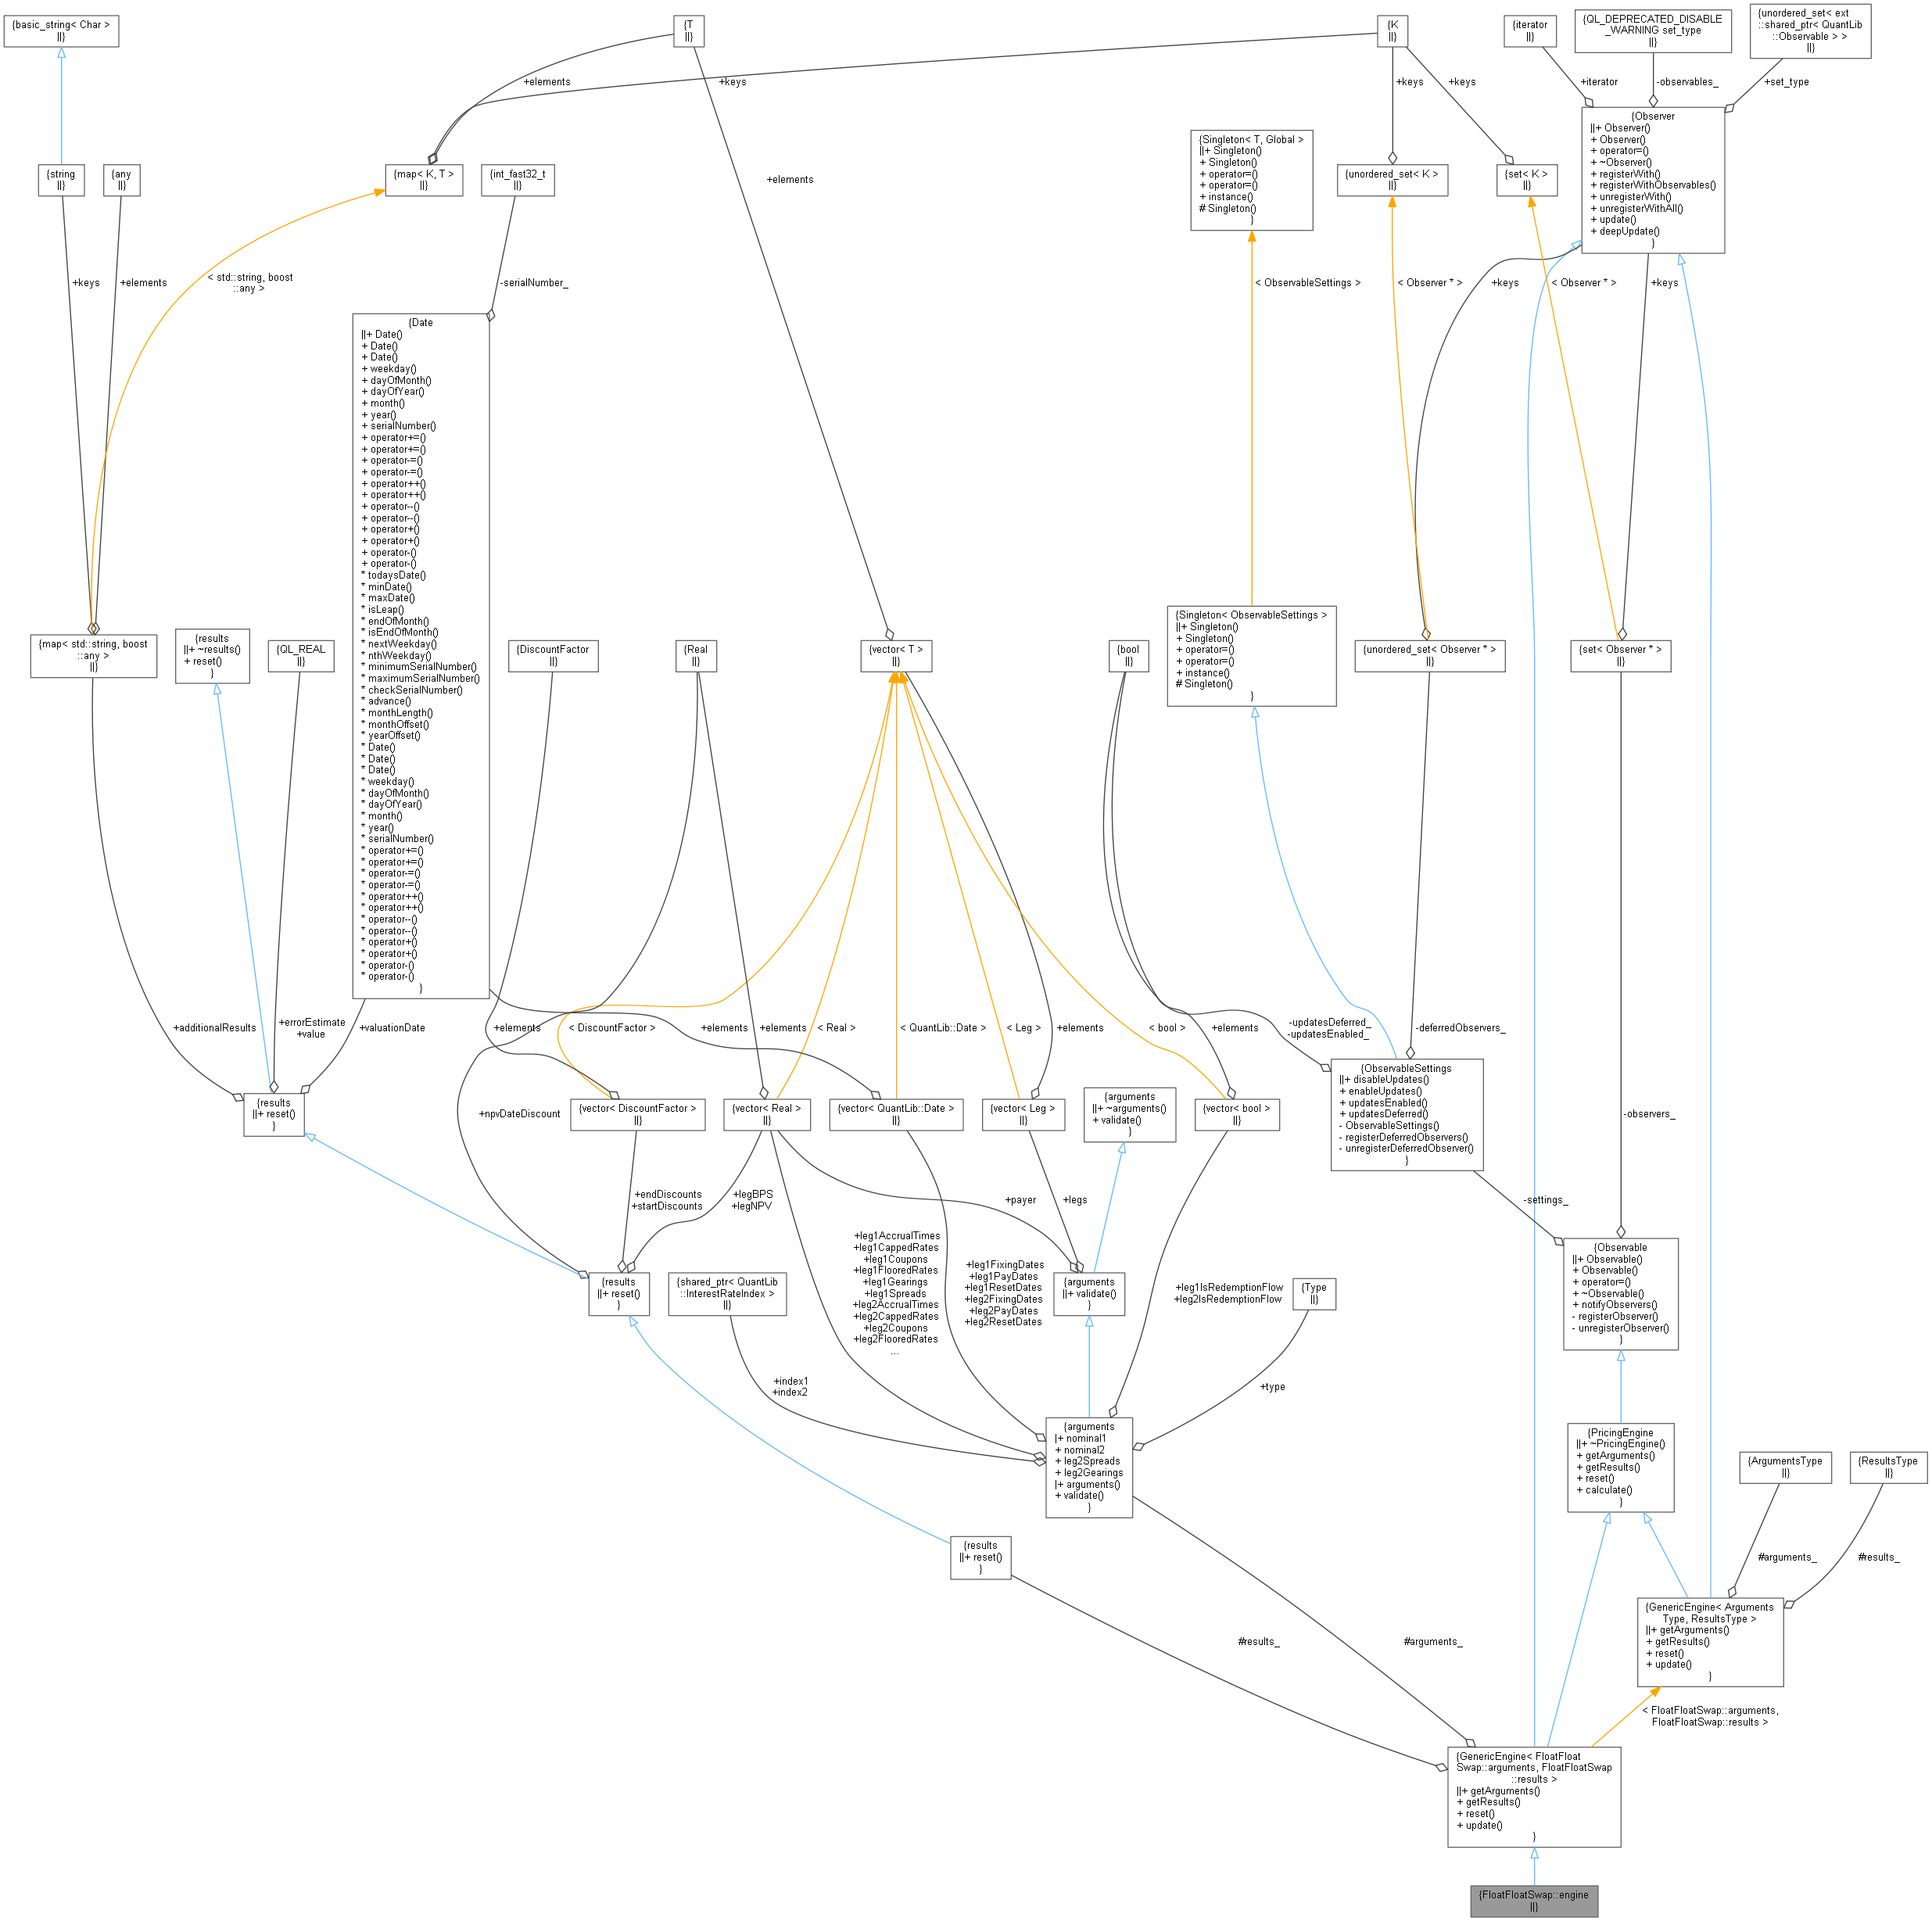 {basic_string< Char >
||}
{T
||}
{K
||}
{iterator
||}
{QL_DEPRECATED_DISABLE
_WARNING set_type
||}
{unordered_set< ext
::shared_ptr< QuantLib
::Observable > >
||}
+elements
+keys
+keys
+keys
+iterator
-observables_
+set_type
{string
||}
{any
||}
{map< K, T >
||}
{int_fast32_t
||}
+elements
{Singleton< T, Global >
||+ Singleton()
+ Singleton()
+ operator=()
+ operator=()
+ instance()
# Singleton()
}
{unordered_set< K >
||}
{set< K >
||}
{Observer
||+ Observer()
+ Observer()
+ operator=()
+ ~Observer()
+ registerWith()
+ registerWithObservables()
+ unregisterWith()
+ unregisterWithAll()
+ update()
+ deepUpdate()
}
+keys
+elements
< std::string, boost
::any >
-serialNumber_
< ObservableSettings >
< Observer * >
+keys
< Observer * >
+keys
{Date
||+ Date()
+ Date()
+ Date()
+ weekday()
+ dayOfMonth()
+ dayOfYear()
+ month()
+ year()
+ serialNumber()
+ operator+=()
+ operator+=()
+ operator-=()
+ operator-=()
+ operator++()
+ operator++()
+ operator--()
+ operator--()
+ operator+()
+ operator+()
+ operator-()
+ operator-()
* todaysDate()
* minDate()
* maxDate()
* isLeap()
* endOfMonth()
* isEndOfMonth()
* nextWeekday()
* nthWeekday()
* minimumSerialNumber()
* maximumSerialNumber()
* checkSerialNumber()
* advance()
* monthLength()
* monthOffset()
* yearOffset()
* Date()
* Date()
* Date()
* weekday()
* dayOfMonth()
* dayOfYear()
* month()
* year()
* serialNumber()
* operator+=()
* operator+=()
* operator-=()
* operator-=()
* operator++()
* operator++()
* operator--()
* operator--()
* operator+()
* operator+()
* operator-()
* operator-()
}
{map< std::string, boost
::any >
||}
{results
||+ ~results()
+ reset()
}
{QL_REAL
||}
{DiscountFactor
||}
{Real
||}
{vector< T >
||}
{bool
||}
{Singleton< ObservableSettings >
||+ Singleton()
+ Singleton()
+ operator=()
+ operator=()
+ instance()
# Singleton()
}
{unordered_set< Observer * >
||}
{set< Observer * >
||}
+additionalResults
+errorEstimate
+value
+valuationDate
+elements
< DiscountFactor >
+elements
+elements
< Real >
< QuantLib::Date >
< Leg >
+elements
< bool >
+elements
-updatesDeferred_
-updatesEnabled_
-deferredObservers_
{results
||+ reset()
}
+npvDateDiscount
{vector< DiscountFactor >
||}
{vector< Real >
||}
{vector< QuantLib::Date >
||}
{vector< Leg >
||}
{arguments
||+ ~arguments()
+ validate()
}
{vector< bool >
||}
{ObservableSettings
||+ disableUpdates()
+ enableUpdates()
+ updatesEnabled()
+ updatesDeferred()
- ObservableSettings()
- registerDeferredObservers()
- unregisterDeferredObserver()
}
-observers_
+endDiscounts
+startDiscounts
+legBPS
+legNPV
+payer
+legs
-settings_
{results
||+ reset()
}
{shared_ptr< QuantLib
::InterestRateIndex >
||}
+leg1AccrualTimes
+leg1CappedRates
+leg1Coupons
+leg1FlooredRates
+leg1Gearings
+leg1Spreads
+leg2AccrualTimes
+leg2CappedRates
+leg2Coupons
+leg2FlooredRates
...
+leg1FixingDates
+leg1PayDates
+leg1ResetDates
+leg2FixingDates
+leg2PayDates
+leg2ResetDates
{arguments
||+ validate()
}
+leg1IsRedemptionFlow
+leg2IsRedemptionFlow
{Type
||}
{Observable
||+ Observable()
+ Observable()
+ operator=()
+ ~Observable()
+ notifyObservers()
- registerObserver()
- unregisterObserver()
}
+index1
+index2
+type
{arguments
|+ nominal1
+ nominal2
+ leg2Spreads
+ leg2Gearings
|+ arguments()
+ validate()
}
{PricingEngine
||+ ~PricingEngine()
+ getArguments()
+ getResults()
+ reset()
+ calculate()
}
{ArgumentsType
||}
{ResultsType
||}
{results
||+ reset()
}
#arguments_
#results_
#results_
#arguments_
{GenericEngine< Arguments
Type, ResultsType >
||+ getArguments()
+ getResults()
+ reset()
+ update()
}
< FloatFloatSwap::arguments,
FloatFloatSwap::results >
{GenericEngine< FloatFloat
Swap::arguments, FloatFloatSwap
::results >
||+ getArguments()
+ getResults()
+ reset()
+ update()
}
{FloatFloatSwap::engine
||}